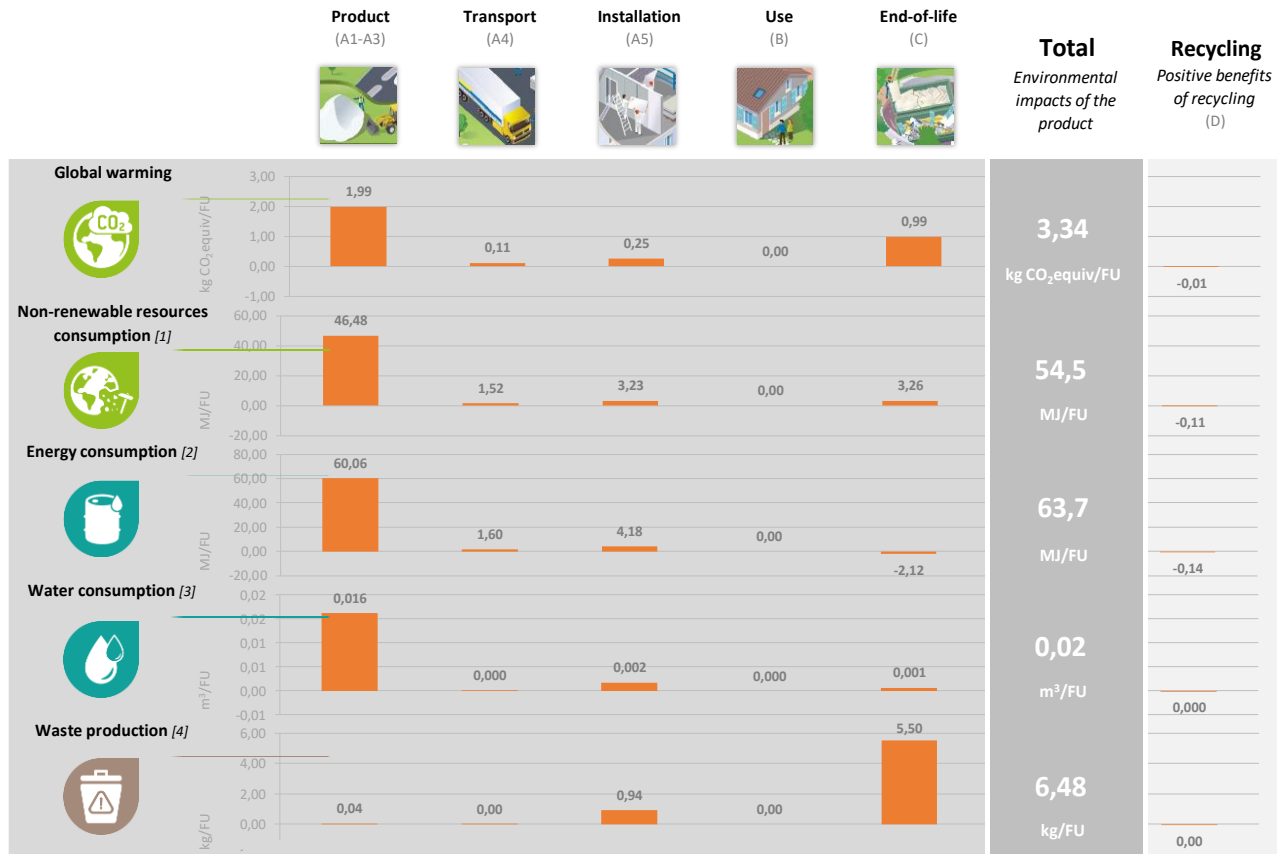 Product
(A1-A3)
Transport
(A4)
Installation
(A5)
Use
(B)
End-of-life
(C)
Total
Environmental
impacts of the
product
Recycling
Positive benefits
of recycling
(D)
Global warming
CO2
kg CO2equiv/FU
3,00
2,00
1,00
0,00
-1,00
1,99
0,11
0,25
0,00
0,99
3,34
kg CO2equiv/FU
-0,01
Non-renewable resources
consumption [1]
MJ/FU
60,00
40,00
20,00
0,00
-20,00
46,48
1,52
3,23
0,00
3,26
54,5
MJ/FU
-0,11
Energy consumption [2]
MJ/FU
80,00
60,00
40,00
20,00
0,00
-20,00
60,06
1,60
4,18
0,00
-2,12
63,7
MJ/FU
-0,14
Water consumption [3]
m³/FU
0,02
0,02
0,01
0,01
0,00
-0,01
0,016
0,000
0,002
0,000
0,001
0,02
m³/FU
0,000
Waste production [4]
kg/FU
6,00
4,00
2,00
0,00
-
0,04
0,00
0,94
0,00
5,50
6,48
kg/FU
0,00